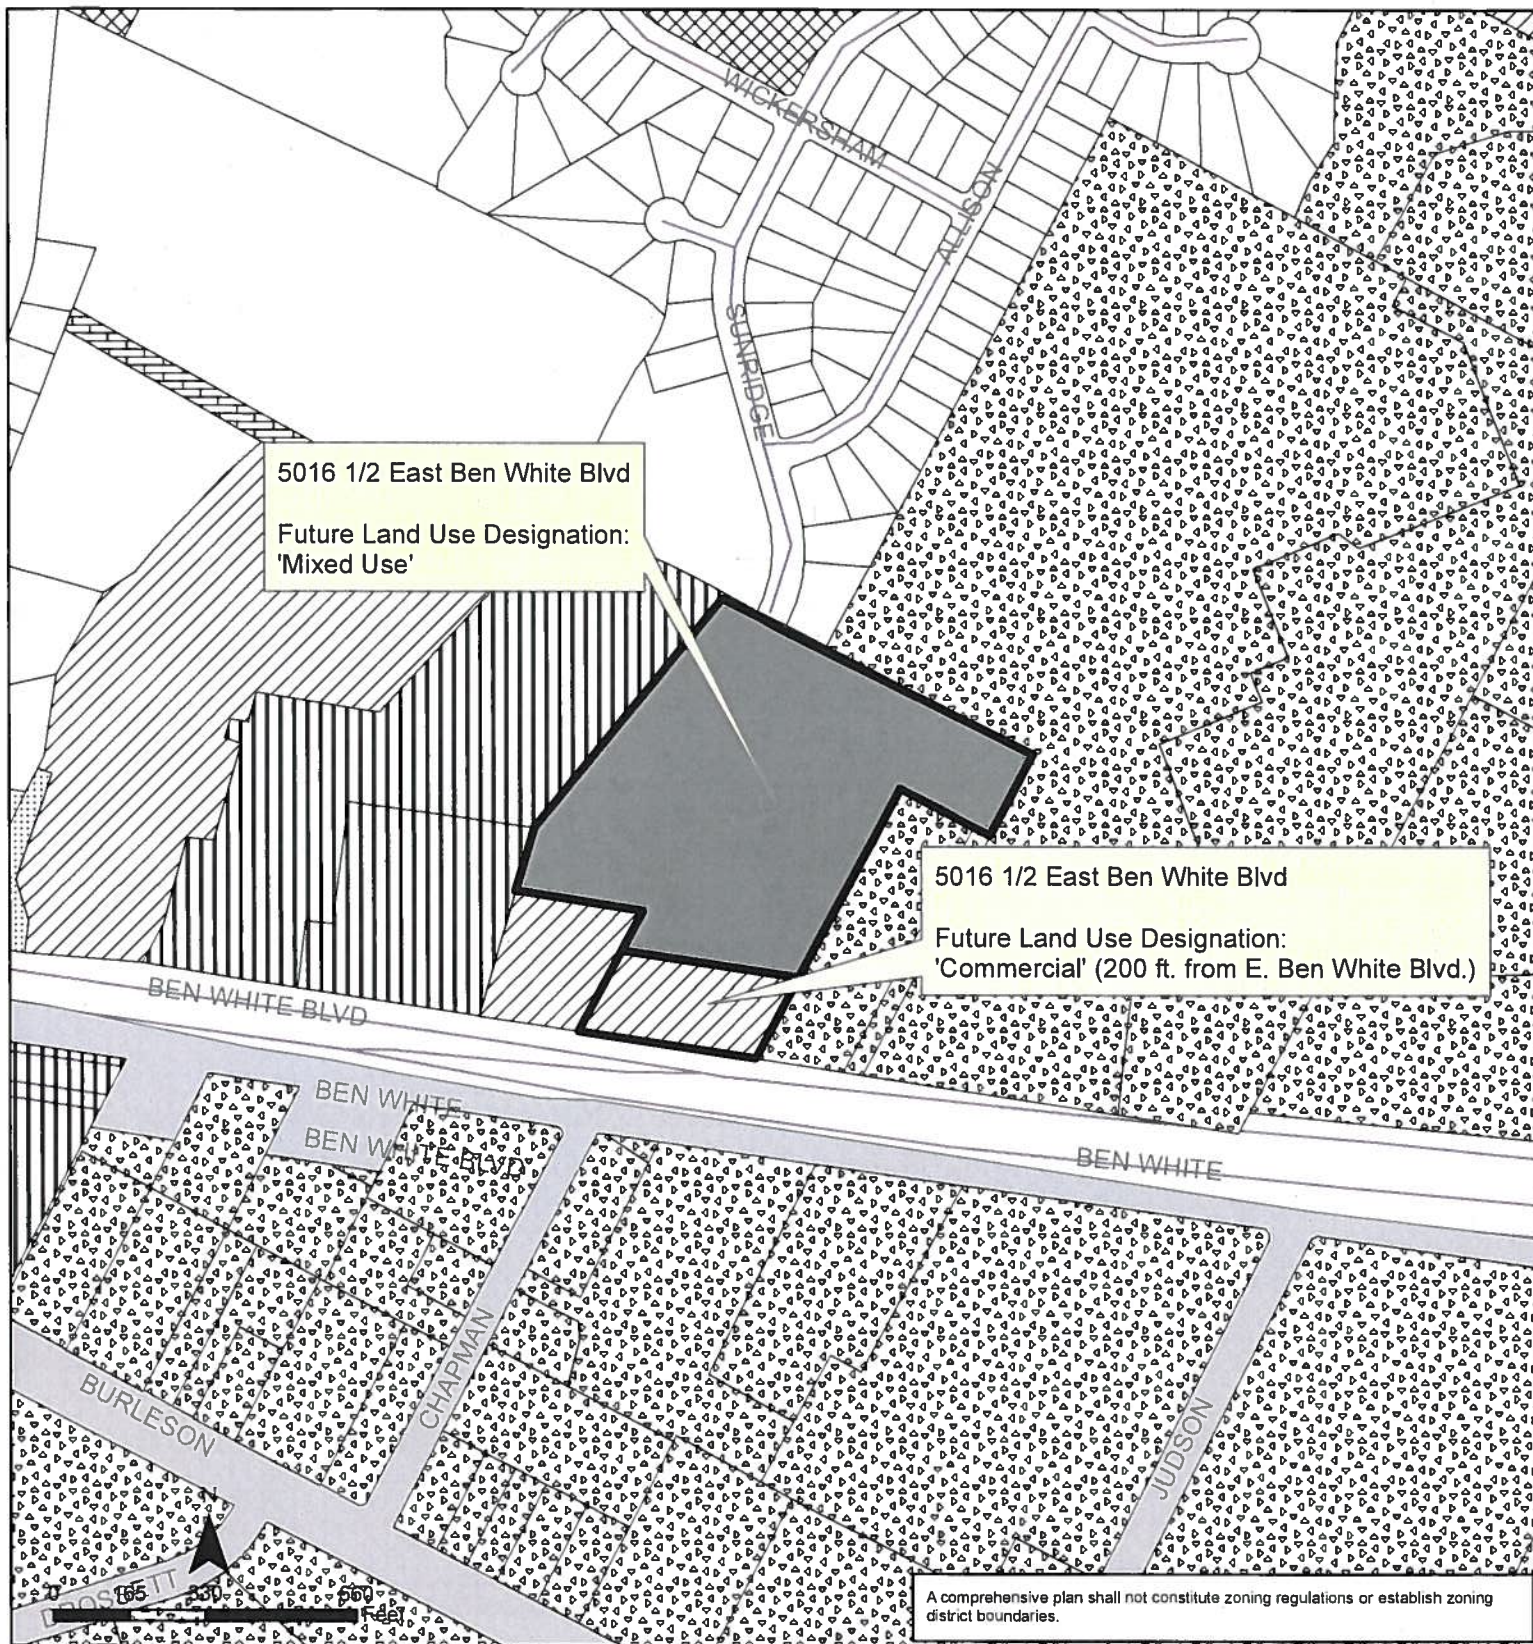 WICKERSHAM
ALLISON
SUNRIDGE
5016 1/2 East Ben White Blvd
Future Land Use Designation:
'Mixed Use'
5016 1/2 East Ben White Blvd
Future Land Use Designation:
'Commercial' (200 ft. from E. Ben White Blvd.)
BEN WHITE BLVD
BEN WHITE
BEN WHITE BLVD
BEN WHITE
CHAPMAN
BURLESON
JUDSON
N
0 165 330 660
Feet
A comprehensive plan shall not constitute zoning regulations or establish zoning
district boundaries.